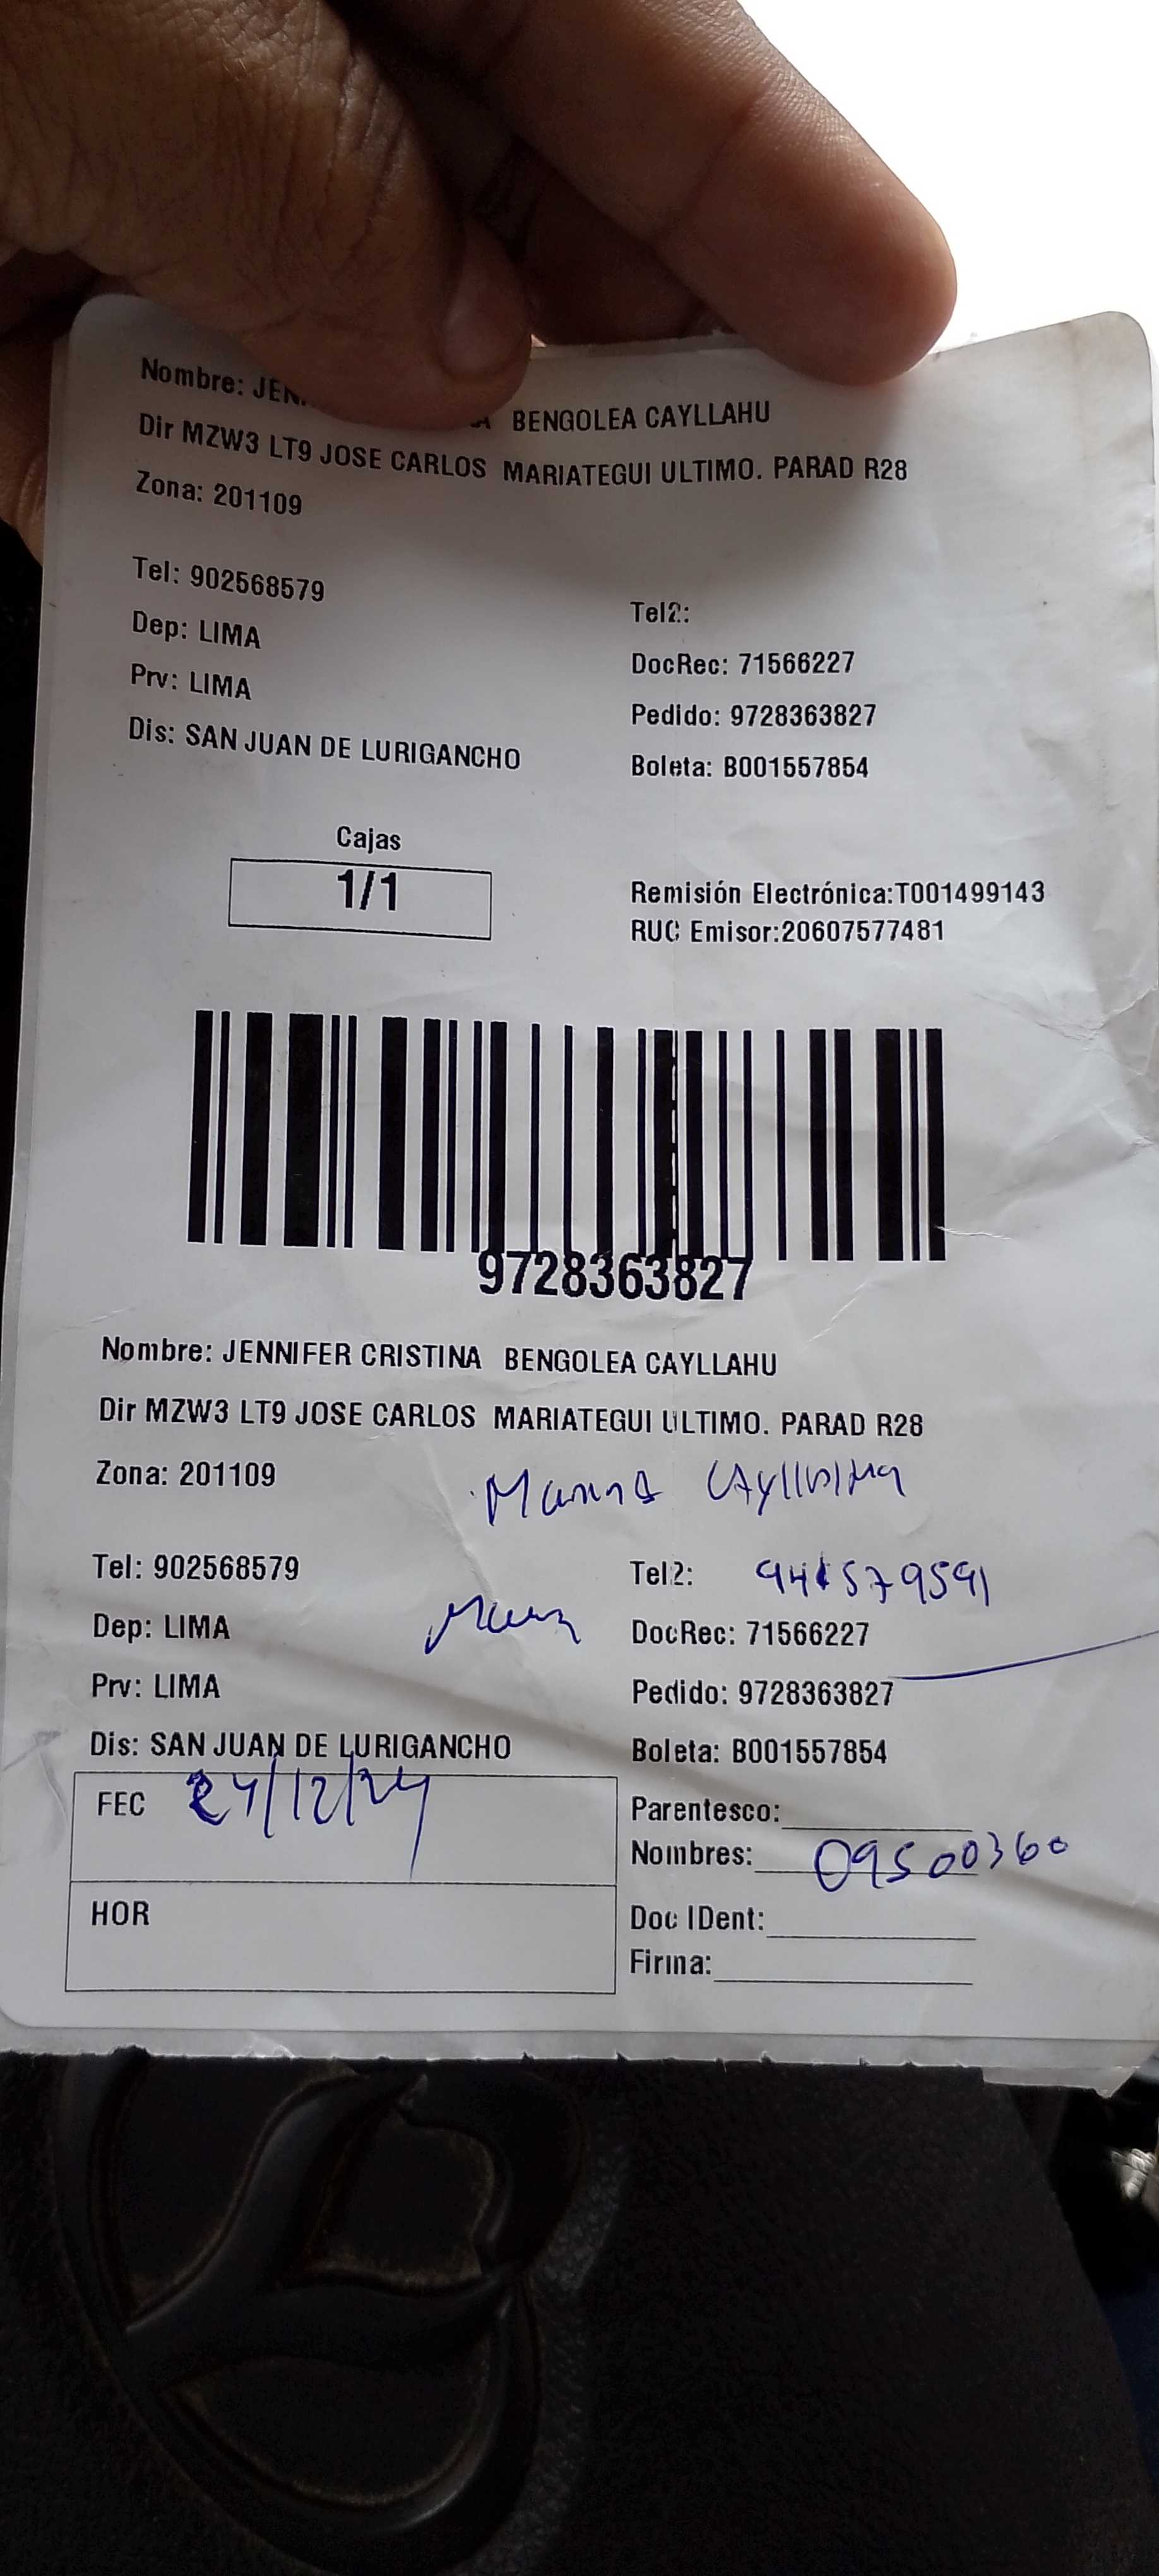 Nombre: JEN A BENGOLEA CAYLLAHU
Dir MZW3 LT9 JOSE CARLOS MARIATEGUI ULTIMO. PARAD R28
Zona: 201109
Tel: 902568579
Tel2:
Dep: LIMA
DocRec: 71566227
Prv: LIMA
Pedido: 9728363827
Dis: SAN JUAN DE LURIGANCHO
Boleta: B001557854
Cajas
1/1
Remisión Electrónica:T001499143
RUC Emisor:20607577481
9728363827
Nombre: JENNIFER CRISTINA BENGOLEA CAYLLAHU
Dir MZW3 LT9 JOSE CARLOS MARIATEGUI ULTIMO. PARAD R28
Zona: 201109
Tel: 902568579
Tel2: 941579591
Dep: LIMA
DocRec: 71566227
Prv: LIMA
Pedido: 9728363827
Dis: SAN JUAN DE LURIGANCHO
Boleta: B001557854
FEC 24/12/24
Parentesco:
Nombres: 09500360
HOR
Doc IDent:
Firma: